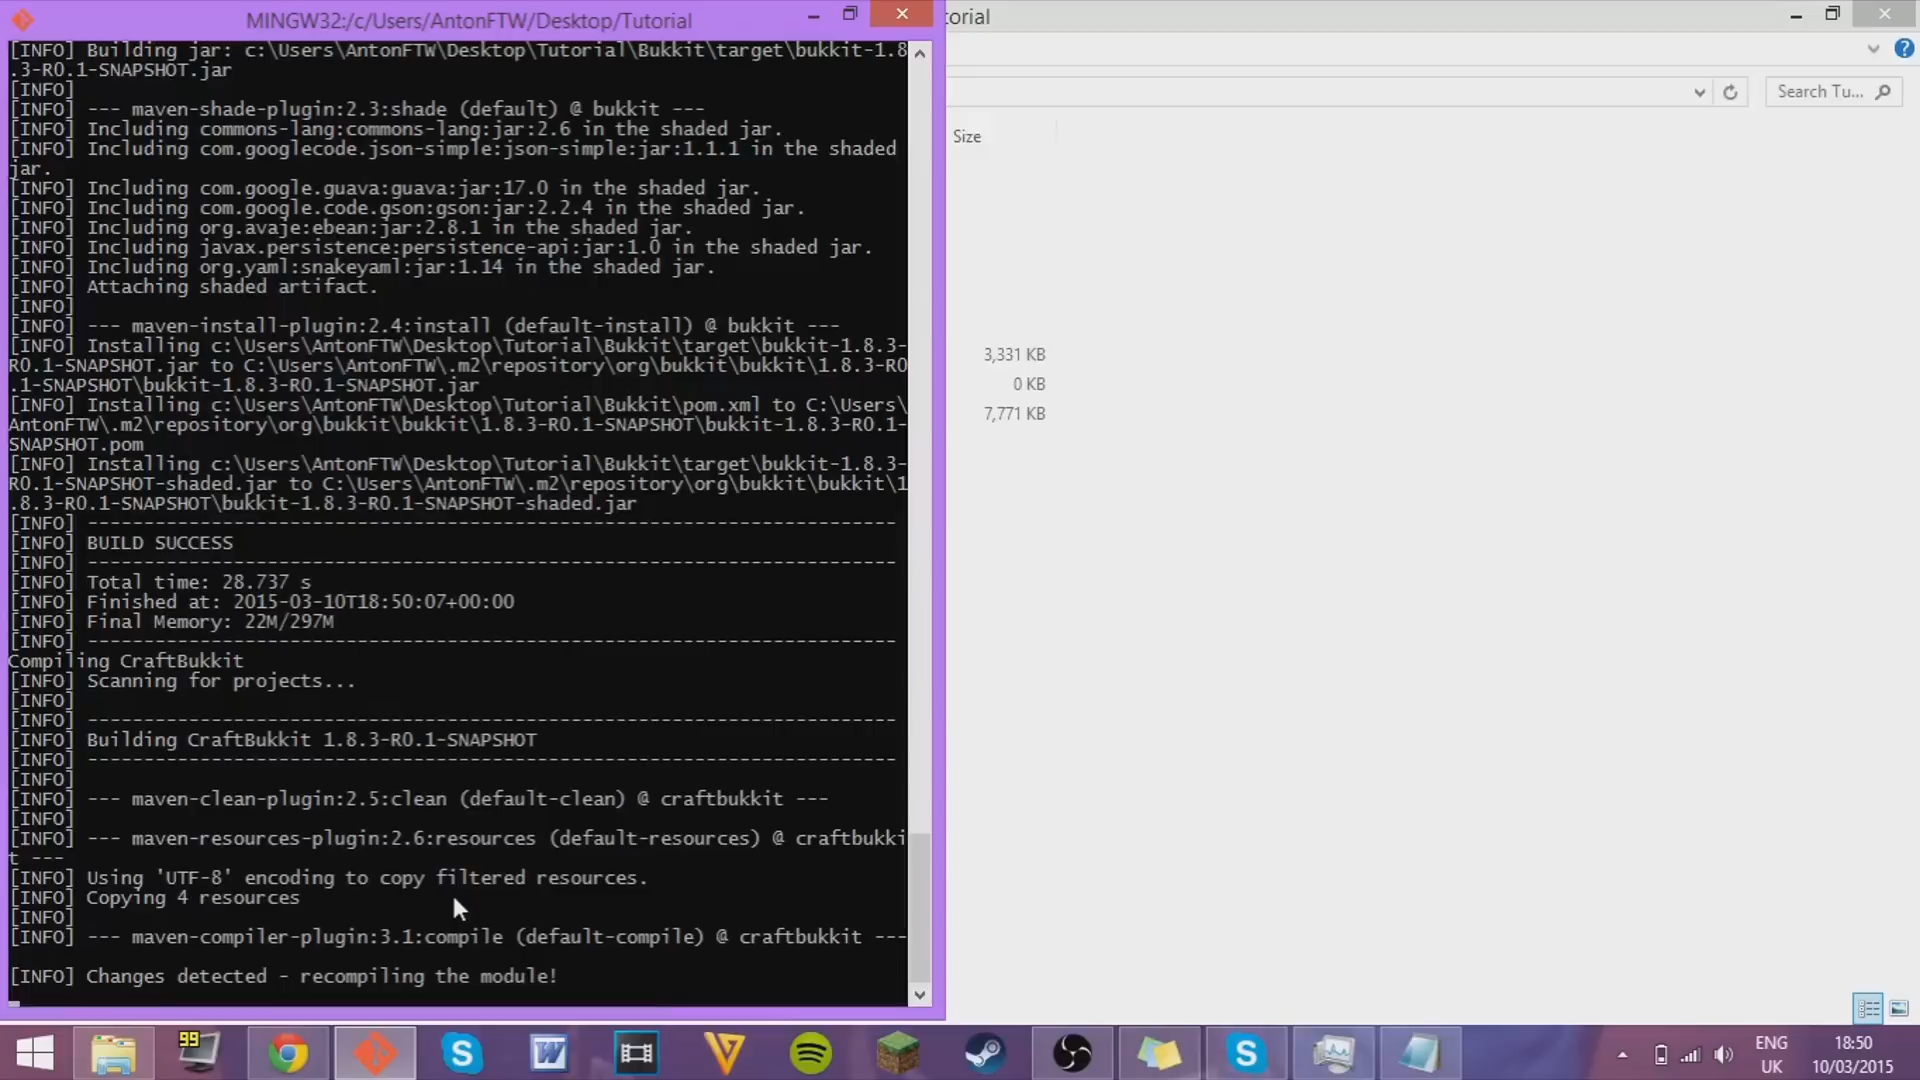 MINGW32:/c/Users/AntonFTW/Desktop/Tutorial
[INFO] Building jar: c:\Users\AntonFTW\Desktop\Tutorial\Bukkit\target\bukkit-1.8
.3-R0.1-SNAPSHOT.jar
[INFO]
[INFO] --- maven-shade-plugin:2.3:shade (default) @ bukkit ---
[INFO] Including commons-lang:commons-lang:jar:2.6 in the shaded jar.
[INFO] Including com.googlecode.json-simple:json-simple:jar:1.1.1 in the shaded
jar.
[INFO] Including com.google.guava:guava:jar:17.0 in the shaded jar.
[INFO] Including com.google.code.gson:gson:jar:2.2.4 in the shaded jar.
[INFO] Including org.avaje:ebean:jar:2.8.1 in the shaded jar.
[INFO] Including javax.persistence:persistence-api:jar:1.0 in the shaded jar.
[INFO] Including org.yaml:snakeyaml:jar:1.14 in the shaded jar.
[INFO] Attaching shaded artifact.
[INFO]
[INFO] --- maven-install-plugin:2.4:install (default-install) @ bukkit ---
[INFO] Installing c:\Users\AntonFTW\Desktop\Tutorial\Bukkit\target\bukkit-1.8.3-
R0.1-SNAPSHOT.jar to C:\Users\AntonFTW\.m2\repository\org\bukkit\bukkit\1.8.3-R0
.1-SNAPSHOT\bukkit-1.8.3-R0.1-SNAPSHOT.jar
[INFO] Installing c:\Users\AntonFTW\Desktop\Tutorial\Bukkit\pom.xml to C:\Users\
AntonFTW\.m2\repository\org\bukkit\bukkit\1.8.3-R0.1-SNAPSHOT\bukkit-1.8.3-R0.1-
SNAPSHOT.pom
[INFO] Installing c:\Users\AntonFTW\Desktop\Tutorial\Bukkit\target\bukkit-1.8.3-
R0.1-SNAPSHOT-shaded.jar to C:\Users\AntonFTW\.m2\repository\org\bukkit\bukkit\1
.8.3-R0.1-SNAPSHOT\bukkit-1.8.3-R0.1-SNAPSHOT-shaded.jar
[INFO] ------------------------------------------------------------------------
[INFO] BUILD SUCCESS
[INFO] ------------------------------------------------------------------------
[INFO] Total time: 28.737 s
[INFO] Finished at: 2015-03-10T18:50:07+00:00
[INFO] Final Memory: 22M/297M
[INFO] ------------------------------------------------------------------------
Compiling CraftBukkit
[INFO] Scanning for projects...
[INFO]
[INFO] ------------------------------------------------------------------------
[INFO] Building CraftBukkit 1.8.3-R0.1-SNAPSHOT
[INFO] ------------------------------------------------------------------------
[INFO]
[INFO] --- maven-clean-plugin:2.5:clean (default-clean) @ craftbukkit ---
[INFO]
[INFO] --- maven-resources-plugin:2.6:resources (default-resources) @ craftbukki
t ---
[INFO] Using 'UTF-8' encoding to copy filtered resources.
[INFO] Copying 4 resources
[INFO]
[INFO] --- maven-compiler-plugin:3.1:compile (default-compile) @ craftbukkit ---
[INFO] Changes detected - recompiling the module!
orial
Search Tu...
Size
3,331 KB
0 KB
7,771 KB
99
ENG
UK
18:50
10/03/2015